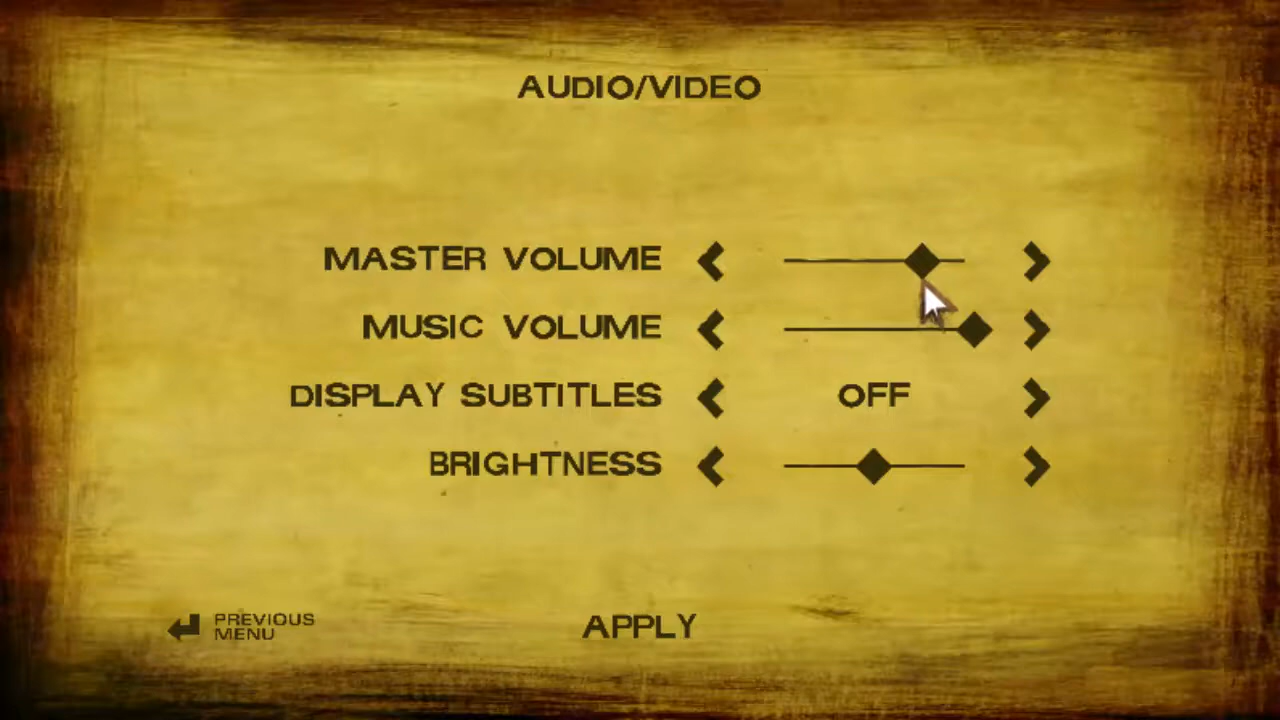 AUDIO/VIDEO
MASTER VOLUME
MUSIC VOLUME
DISPLAY SUBTITLES OFF
BRIGHTNESS
PREVIOUS
MENU
APPLY